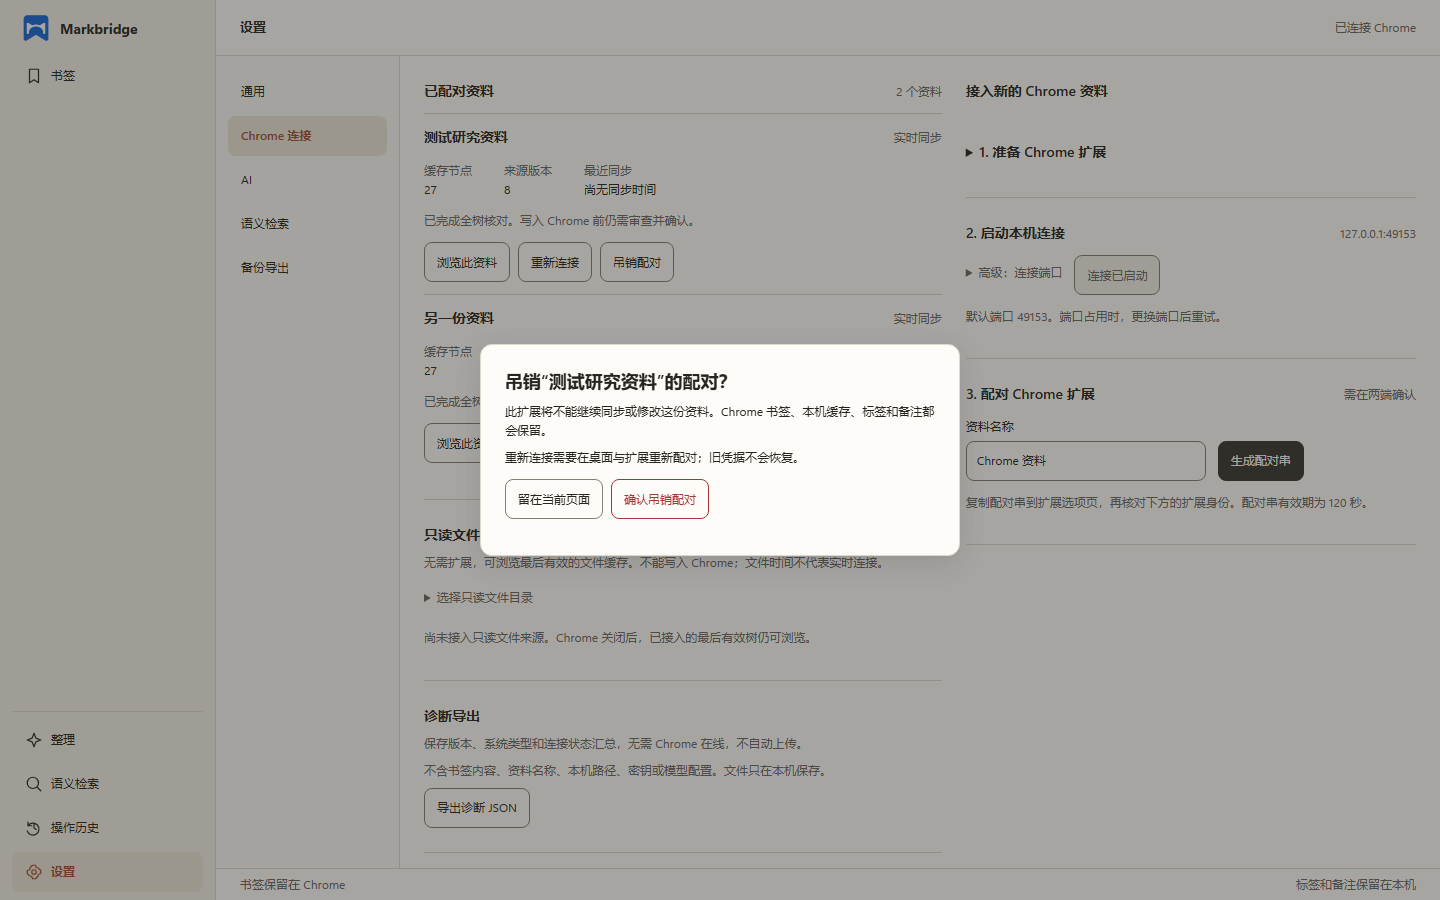 Markbridge
书签
整理
语义检索
操作历史
设置
设置
已连接 Chrome
通用
Chrome 连接
AI
语义检索
备份导出
已配对资料
2 个资料
测试研究资料
实时同步
缓存节点
来源版本
最近同步
27
8
尚无同步时间
已完成全树核对。写入 Chrome 前仍需审查并确认。
浏览此资料
重新连接
吊销配对
另一份资料
实时同步
缓存节点
27
已完成全
浏览此
吊销“测试研究资料”的配对？
此扩展将不能继续同步或修改这份资料。Chrome 书签、本机缓存、标签和备注都
会保留。
重新连接需要在桌面与扩展重新配对；旧凭据不会恢复。
留在当前页面
确认吊销配对
只读文件
无需扩展，可浏览最后有效的文件缓存。不能写入 Chrome；文件时间不代表实时连接。
选择只读文件目录
尚未接入只读文件来源。Chrome 关闭后，已接入的最后有效树仍可浏览。
诊断导出
保存版本、系统类型和连接状态汇总，无需 Chrome 在线，不自动上传。
不含书签内容、资料名称、本机路径、密钥或模型配置。文件只在本机保存。
导出诊断 JSON
接入新的 Chrome 资料
1. 准备 Chrome 扩展
2. 启动本机连接
127.0.0.1:49153
高级：连接端口
连接已启动
默认端口 49153。端口占用时，更换端口后重试。
3. 配对 Chrome 扩展
需在两端确认
资料名称
Chrome 资料
生成配对串
复制配对串到扩展选项页，再核对下方的扩展身份。配对串有效期为 120 秒。
书签保留在 Chrome
标签和备注保留在本机